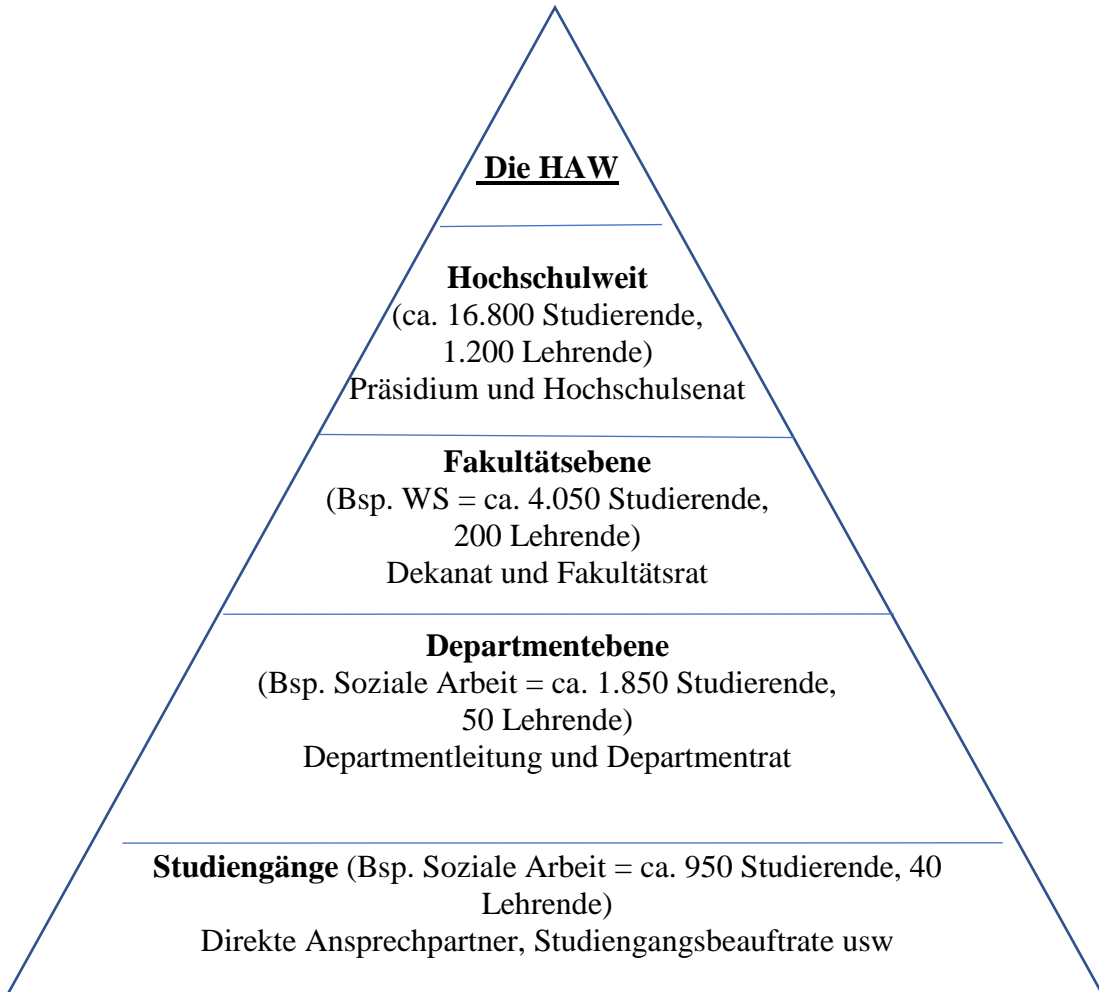 Die HAW
Hochschulweit
(ca. 16.800 Studierende,
1.200 Lehrende)
Präsidium und Hochschulsenat
Fakultätsebene
(Bsp. WS = ca. 4.050 Studierende,
200 Lehrende)
Dekanat und Fakultätsrat
Departmentebene
(Bsp. Soziale Arbeit = ca. 1.850 Studierende,
50 Lehrende)
Departmentleitung und Departmentrat
Studiengänge (Bsp. Soziale Arbeit = ca. 950 Studierende, 40
Lehrende)
Direkte Ansprechpartner, Studiengangsbeauftrate usw